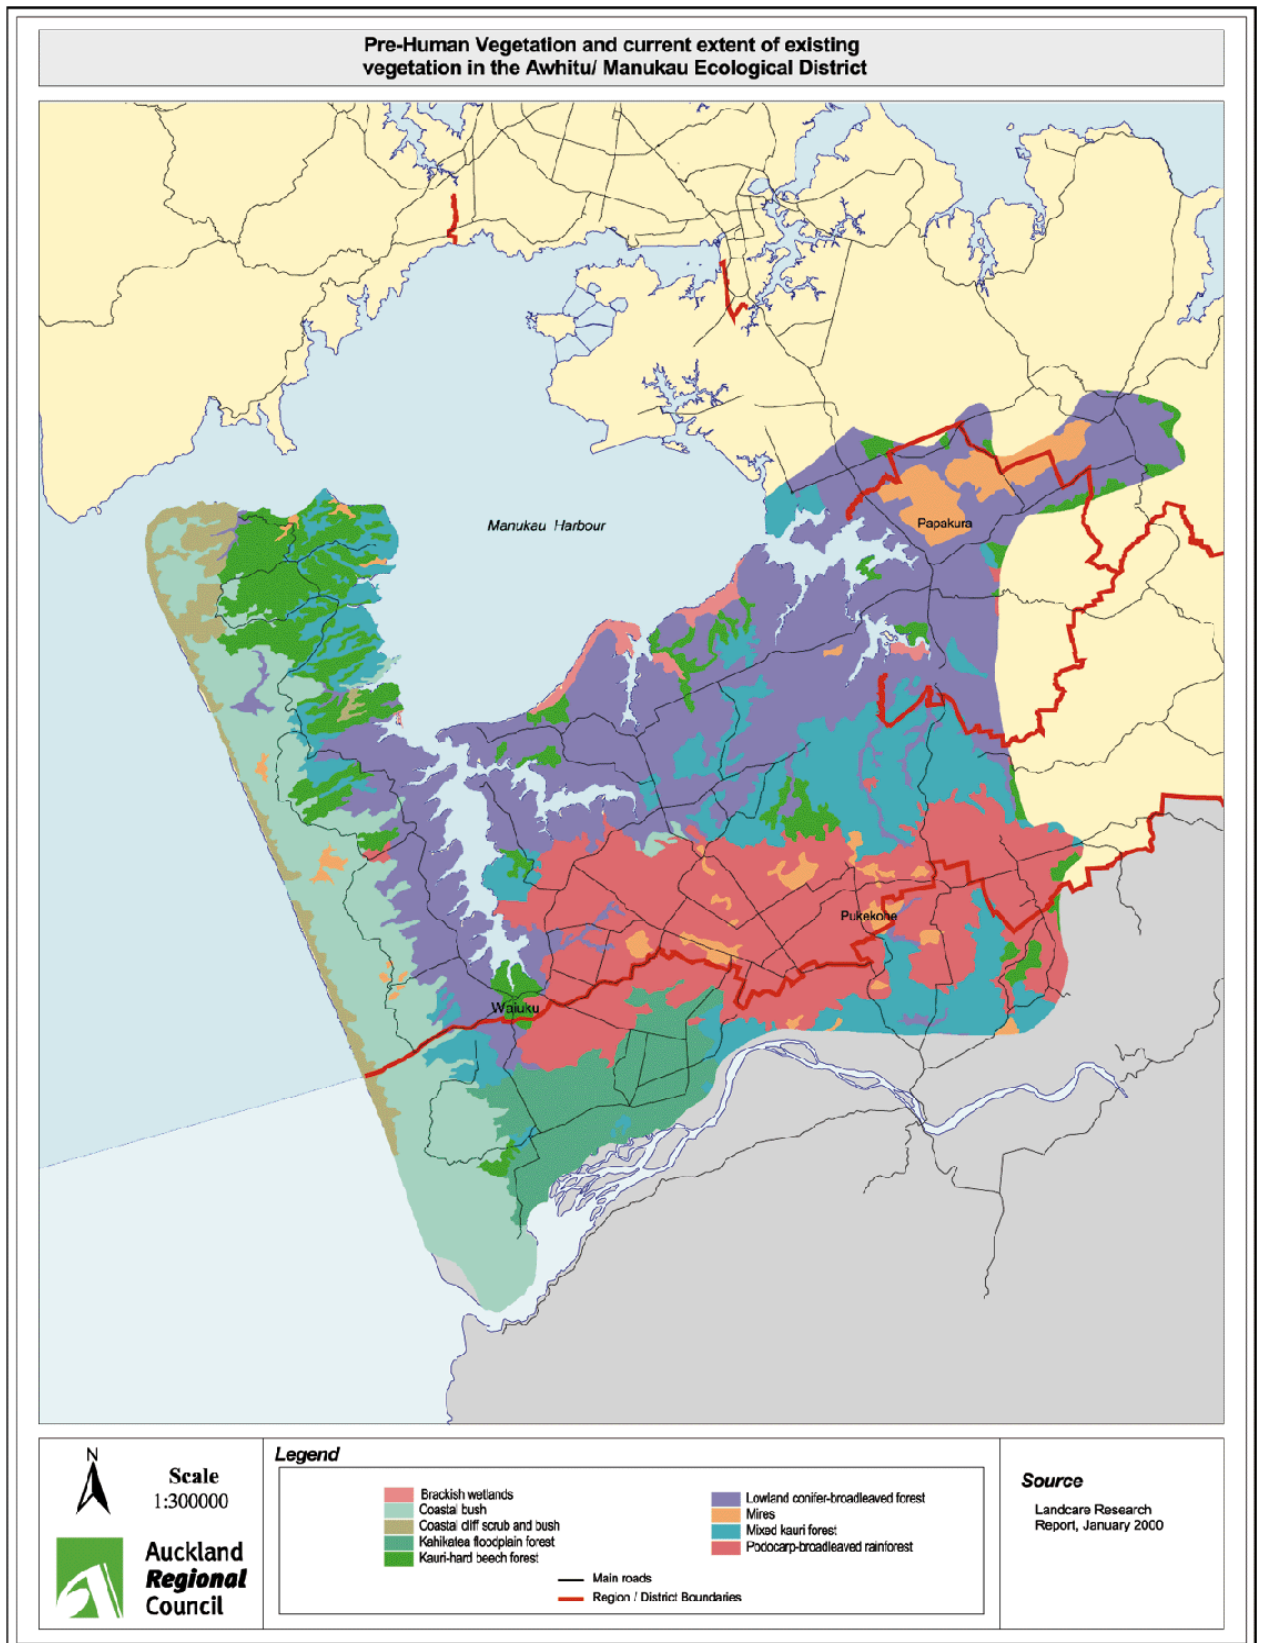 Pre-Human Vegetation and current extent of existing
vegetation in the Awhitu/ Manukau Ecological District
Manukau Harbour
Papakura
Pukekohe
Waiuku
N
Scale
1:300000
Auckland
Regional
Council
Legend
Brackish wetlands
Coastal bush
Coastal cliff scrub and bush
Kahikatea floodplain forest
Kauri-hard beech forest
Lowland conifer-broadleaved forest
Mires
Mixed kauri forest
Podocarp-broadleaved rainforest
Main roads
Region / District Boundaries
Source
Landcare Research
Report, January 2000